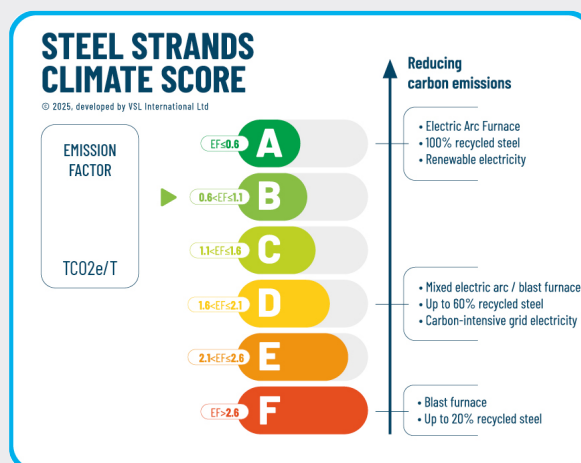 STEEL STRANDS
CLIMATE SCORE
© 2025, developed by VSL International Ltd
Reducing
carbon emissions
EMISSION
FACTOR
TCO2e/T
EF≤0.6
A
• Electric Arc Furnace
• 100% recycled steel
• Renewable electricity
0.6<EF≤1.1
B
1.1<EF≤1.6
C
1.6<EF≤2.1
D
• Mixed electric arc / blast furnace
• Up to 60% recycled steel
• Carbon-intensive grid electricity
2.1<EF≤2.6
E
EF>2.6
F
• Blast furnace
• Up to 20% recycled steel